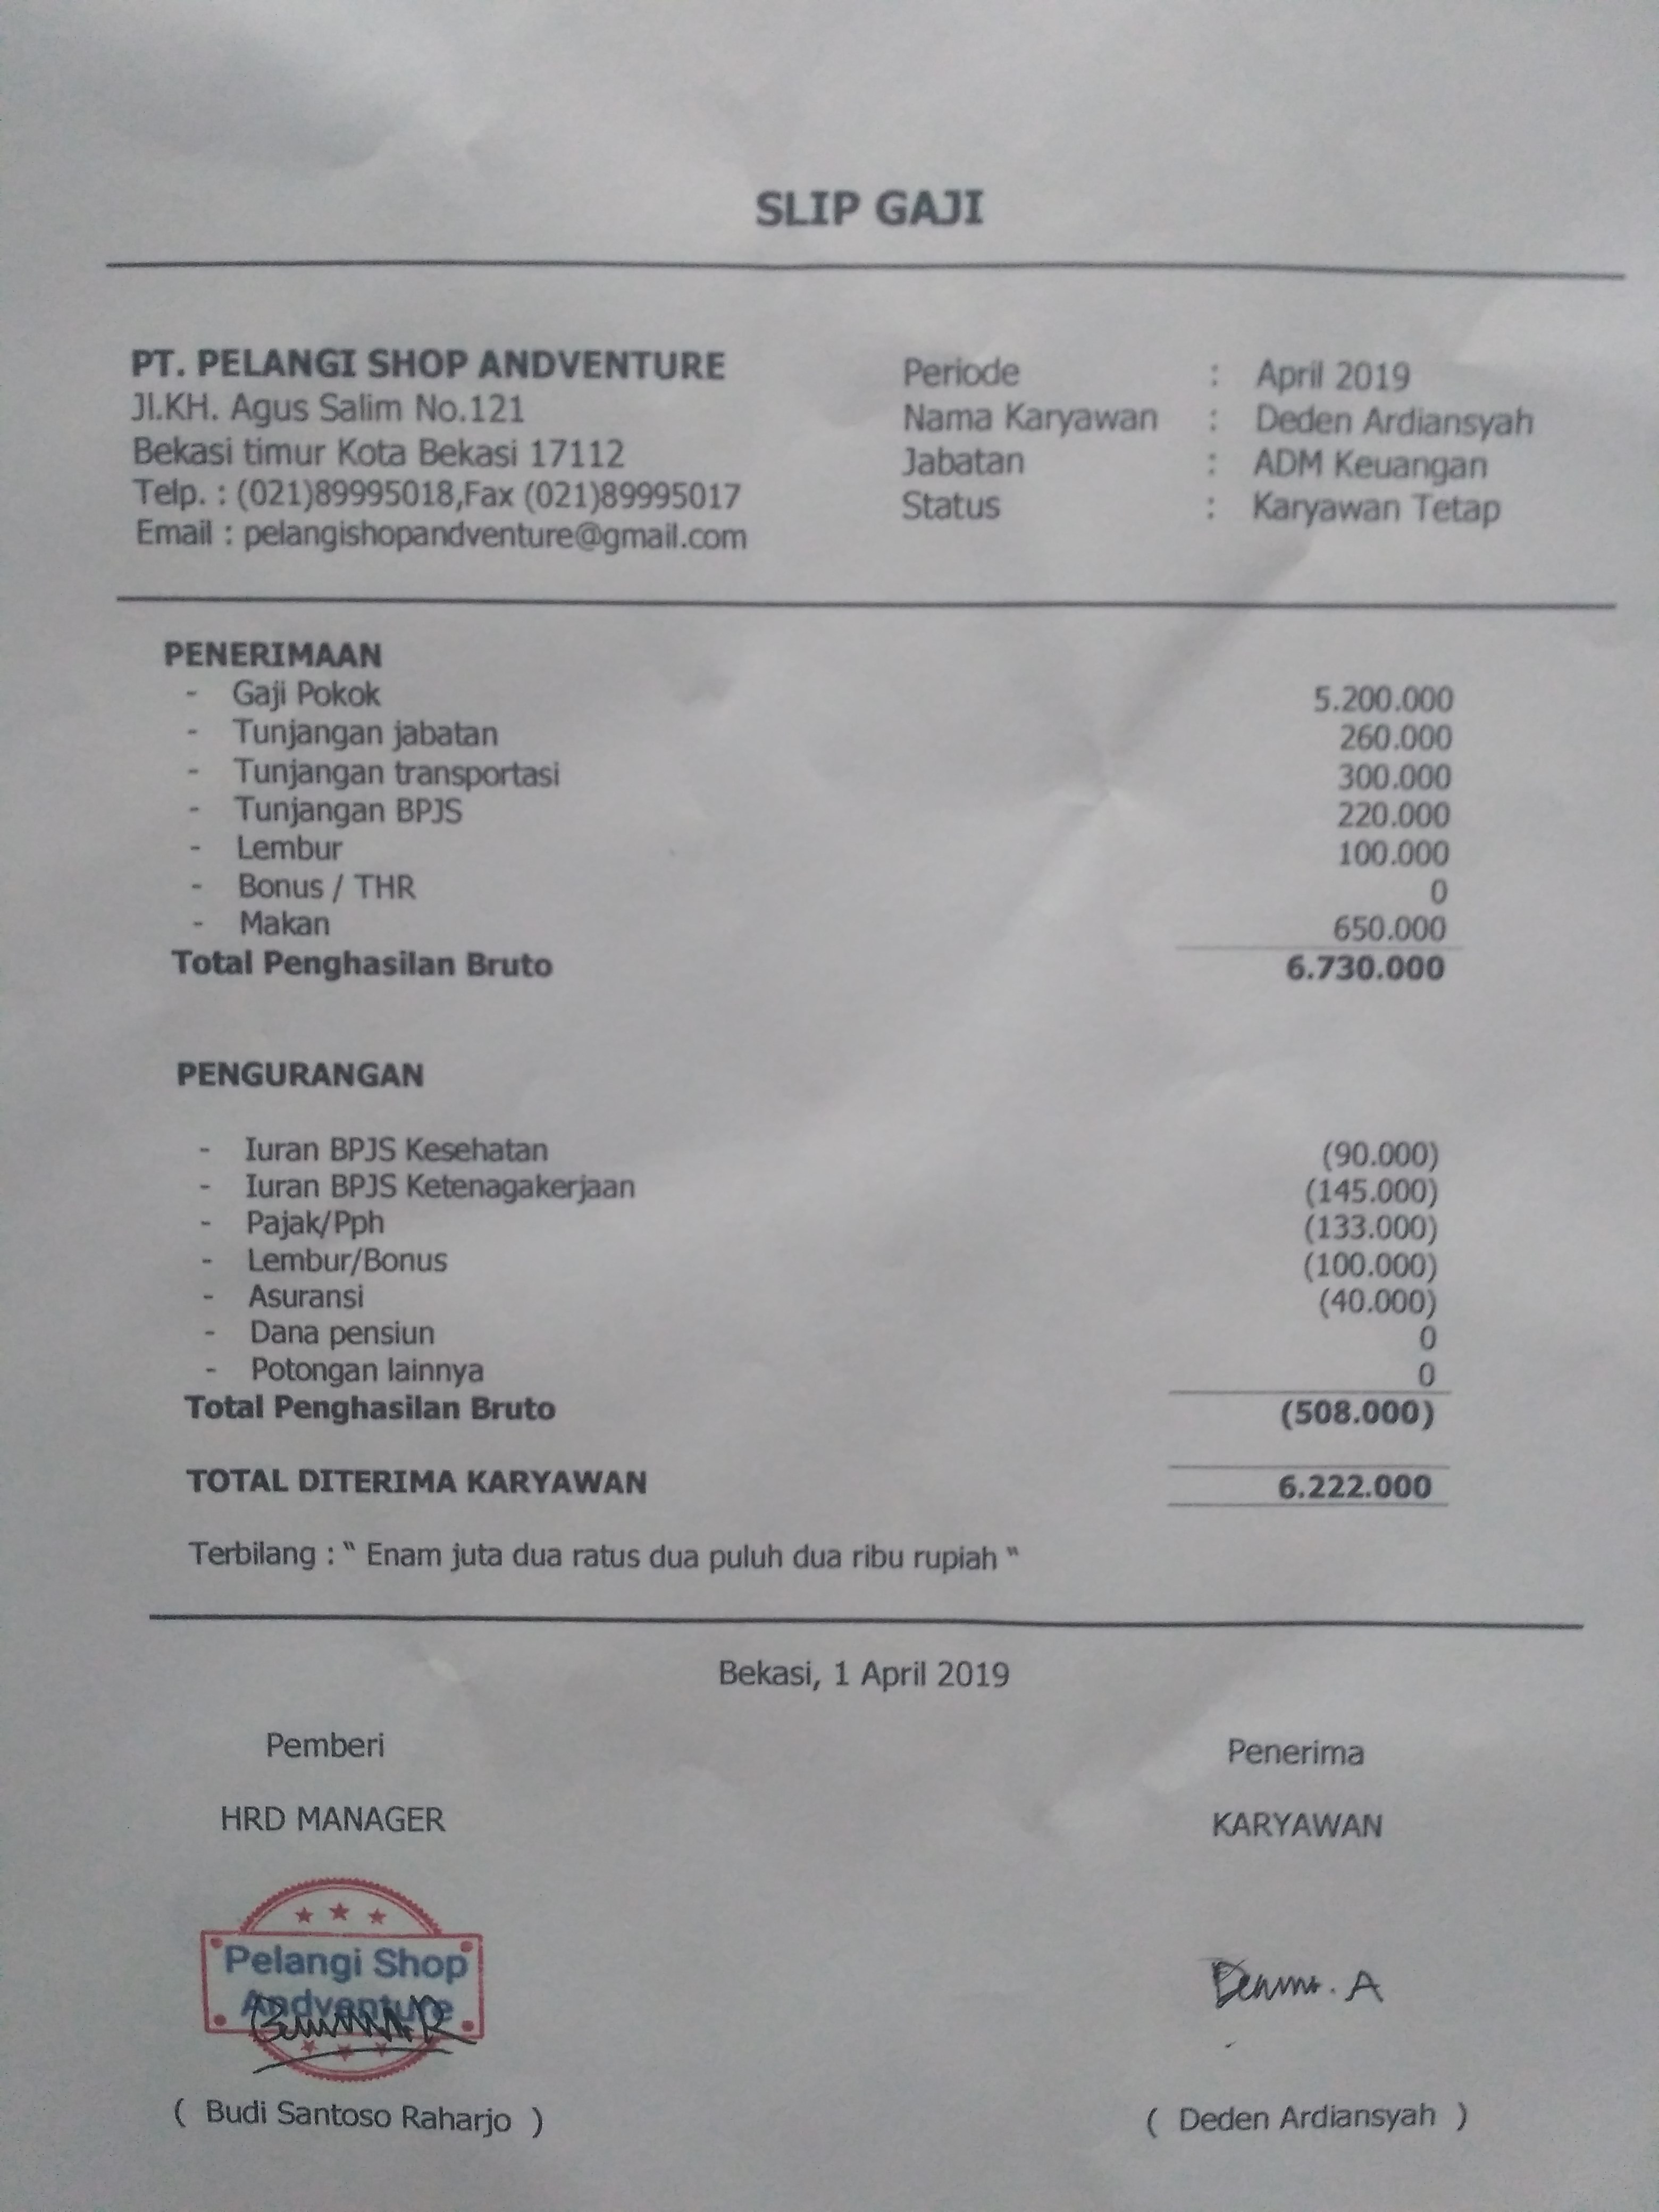 SLIP GAJI
PT. PELANGI SHOP ANDVENTURE
Jl.KH. Agus Salim No.121
Bekasi timur Kota Bekasi 17112
Telp. : (021)89995018,Fax (021)89995017
Email : pelangishopandventure@gmail.com
Periode : April 2019
Nama Karyawan : Deden Ardiansyah
Jabatan : ADM Keuangan
Status : Karyawan Tetap
PENERIMAAN
- Gaji Pokok 5.200.000
- Tunjangan jabatan 260.000
- Tunjangan transportasi 300.000
- Tunjangan BPJS 220.000
- Lembur 100.000
- Bonus / THR 0
- Makan 650.000
Total Penghasilan Bruto 6.730.000
PENGURANGAN
- Iuran BPJS Kesehatan (90.000)
- Iuran BPJS Ketenagakerjaan (145.000)
- Pajak/Pph (133.000)
- Lembur/Bonus (100.000)
- Asuransi (40.000)
- Dana pensiun 0
- Potongan lainnya 0
Total Penghasilan Bruto (508.000)
TOTAL DITERIMA KARYAWAN 6.222.000
Terbilang : " Enam juta dua ratus dua puluh dua ribu rupiah "
Bekasi, 1 April 2019
Pemberi
Penerima
HRD MANAGER
KARYAWAN
Pelangi Shop
Andventure
( Budi Santoso Raharjo )
( Deden Ardiansyah )